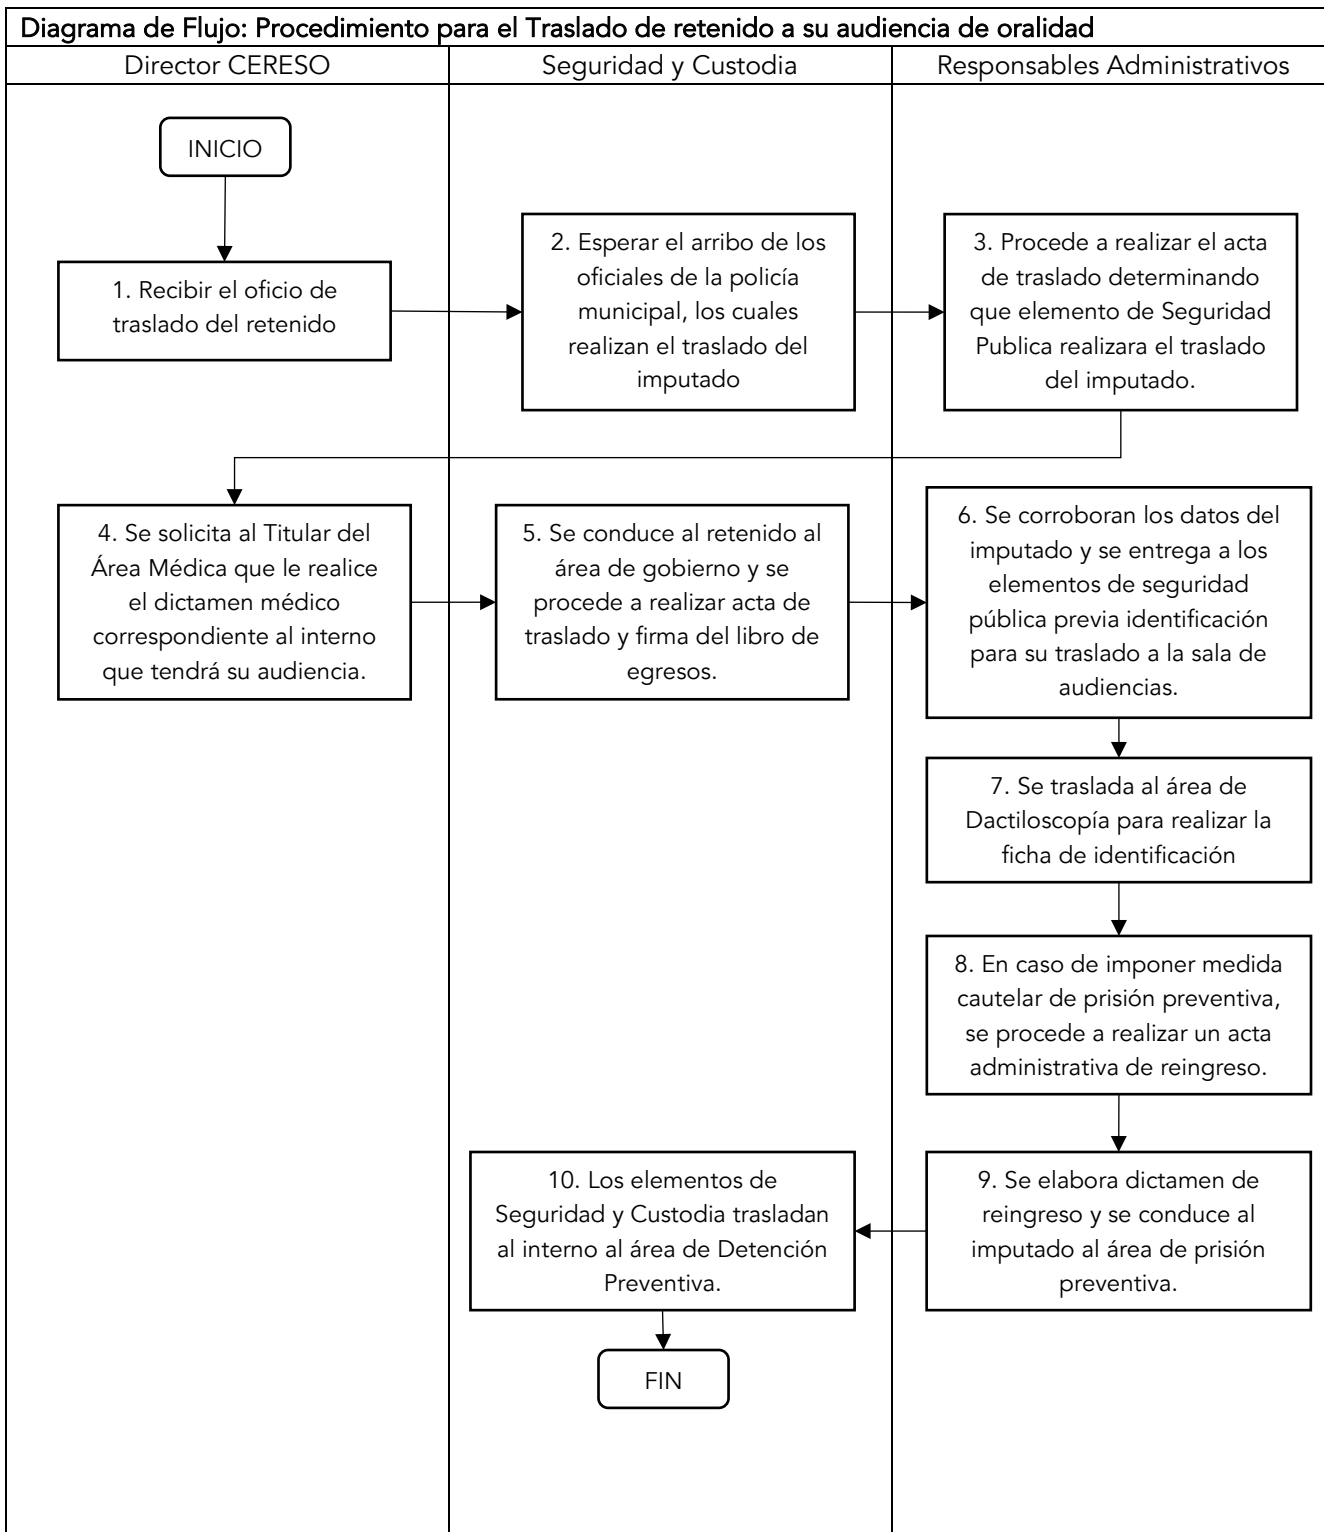 Diagrama de Flujo: Procedimiento para el Traslado de retenido a su audiencia de oralidad
Director CERESO
Seguridad y Custodia
Responsables Administrativos
INICIO
1. Recibir el oficio de
traslado del retenido
2. Esperar el arribo de los
oficiales de la policía
municipal, los cuales
realizan el traslado del
imputado
3. Procede a realizar el acta
de traslado determinando
que elemento de Seguridad
Publica realizara el traslado
del imputado.
4. Se solicita al Titular del
Área Médica que le realice
el dictamen médico
correspondiente al interno
que tendrá su audiencia.
5. Se conduce al retenido al
área de gobierno y se
procede a realizar acta de
traslado y firma del libro de
egresos.
6. Se corroboran los datos del
imputado y se entrega a los
elementos de seguridad
pública previa identificación
para su traslado a la sala de
audiencias.
7. Se traslada al área de
Dactiloscopía para realizar la
ficha de identificación
8. En caso de imponer medida
cautelar de prisión preventiva,
se procede a realizar un acta
administrativa de reingreso.
9. Se elabora dictamen de
reingreso y se conduce al
imputado al área de prisión
preventiva.
10. Los elementos de
Seguridad y Custodia trasladan
al interno al área de Detención
Preventiva.
FIN